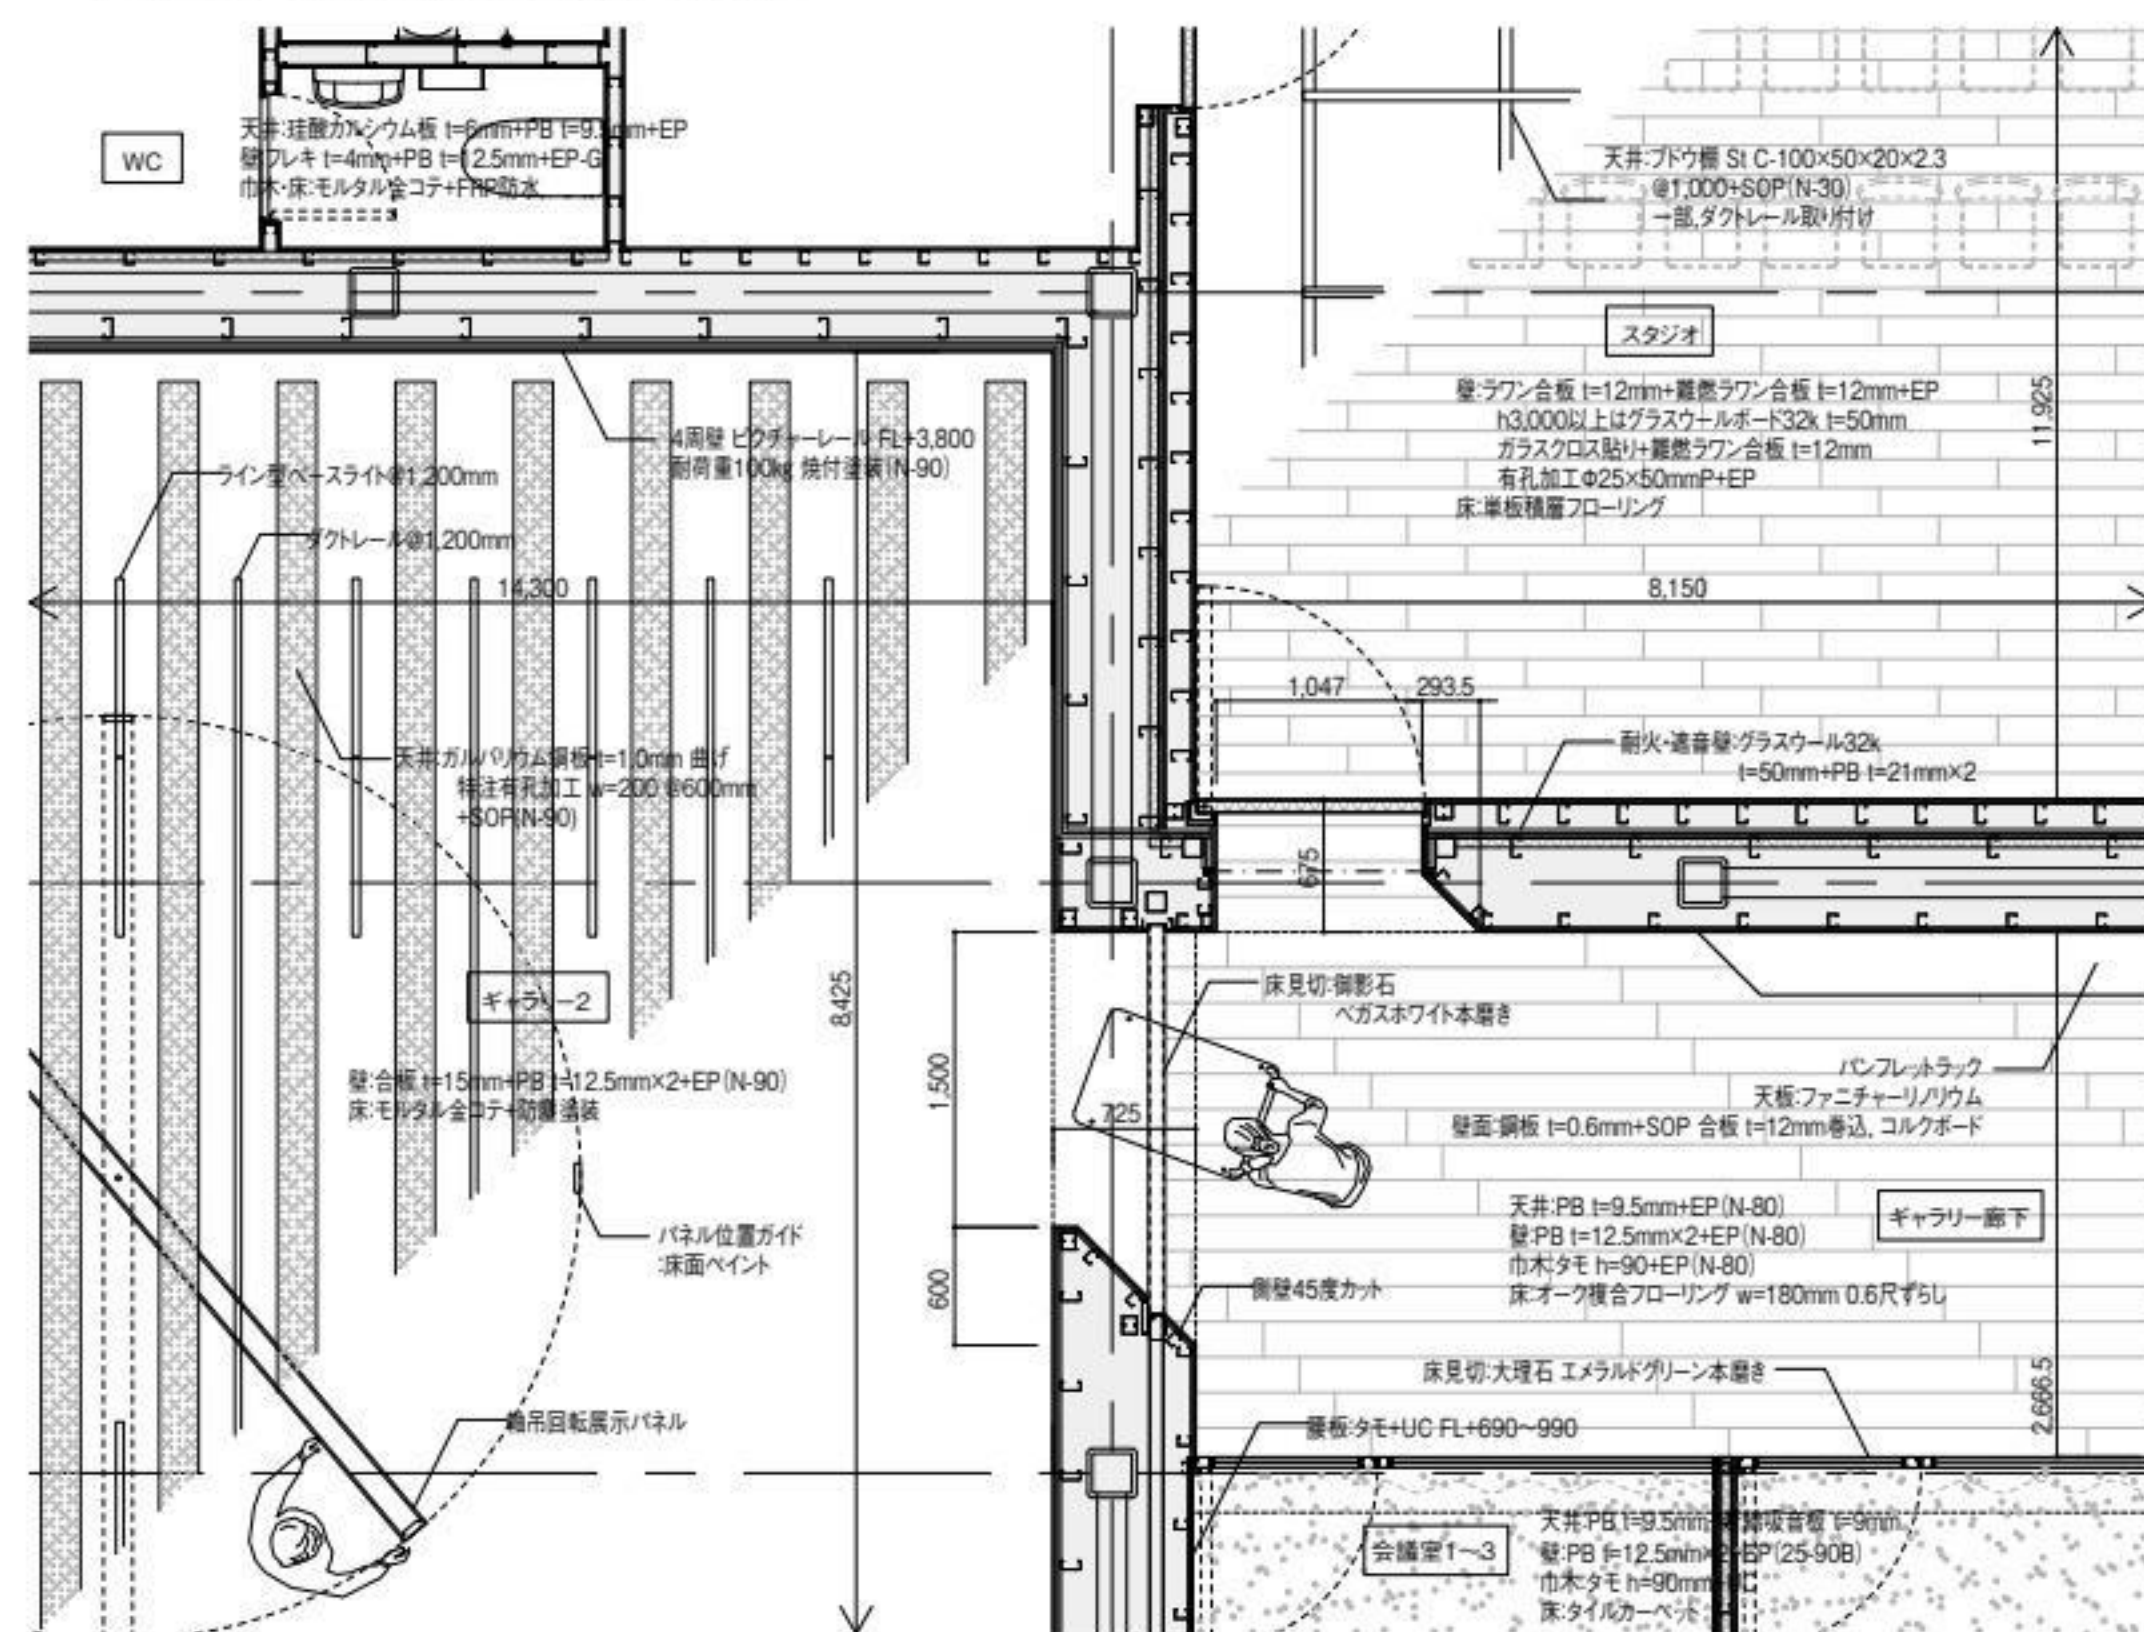 WC
天井:珪酸カルシウム板 t=6mm+PB t=9.5mm+EP
壁:フレキ t=4mm+PB t=12.5mm+EP-G
巾木・床:モルタル金コテ+FRP防水
天井:ブドウ棚 St C-100×50×20×2.3
@1,000+SOP(N-30)
一部,ダクトレール取り付け
スタジオ
壁:ラワン合板 t=12mm+難燃ラワン合板 t=12mm+EP
h3,000以上はグラスウールボード32k t=50mm
ガラスクロス貼り+難燃ラワン合板 t=12mm
有孔加工Φ25×50mmP+EP
床:単板積層フローリング
11,925
4周壁 ピクチャーレール FL+3,800
耐荷重100kg 焼付塗装(N-90)
ライン型ベースライト@1,200mm
ダクトレール@1,200mm
14,300
8,150
1,047
293.5
耐火・遮音壁:グラスウール32k
t=50mm+PB t=21mm×2
天井:ガルバリウム鋼板 t=1.0mm 曲げ
特注有孔加工 w=200 @600mm
+SOP(N-90)
675
ギャラリー2
8,425
床見切:御影石
ベガスホワイト本磨き
壁:合板 t=15mm+PB t=12.5mm×2+EP(N-90)
床:モルタル金コテ+防塵塗装
1,500
725
パンフレットラック
天板:ファニチャーリノリウム
壁面:鋼板 t=0.6mm+SOP 合板 t=12mm巻込, コルクボード
パネル位置ガイド
:床面ペイント
天井:PB t=9.5mm+EP(N-80)
壁:PB t=12.5mm×2+EP(N-80)
巾木:タモ h=90+EP(N-80)
床:オーク複合フローリング w=180mm 0.6尺ずらし
ギャラリー廊下
600
側壁45度カット
床見切:大理石 エメラルドグリーン本磨き
2,666.5
軸吊回転展示パネル
腰板:タモ+UC FL+690〜990
会議室1〜3
天井:PB t=9.5mm 吸音板 t=9mm
壁:PB t=12.5mm×2+EP(25-90B)
巾木:タモ h=90mm
床:タイルカーペット